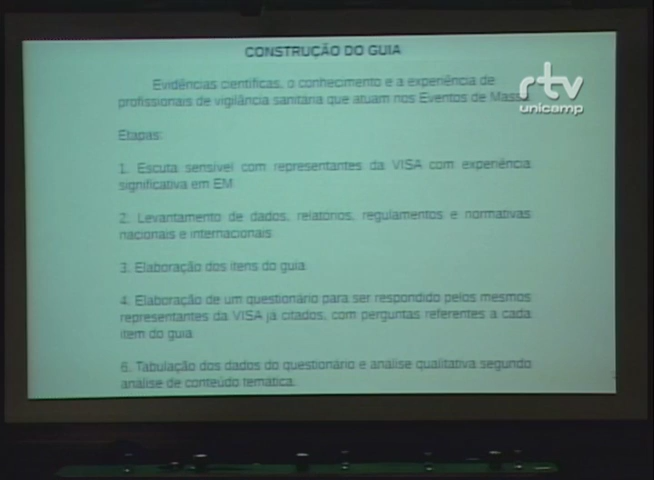 CONSTRUÇÃO DO GUIA
Evidências científicas, o conhecimento e a experiência de
profissionais de vigilância sanitária que atuam nos Eventos de Massa
rtv
unicamp
Etapas:
1. Escuta sensível com representantes da VISA com experiência
significativa em EM.
2. Levantamento de dados, relatórios, regulamentos e normativas
nacionais e internacionais.
3. Elaboração dos itens do guia.
4. Elaboração de um questionário para ser respondido pelos mesmos
representantes da VISA já citados, com perguntas referentes a cada
item do guia.
6. Tabulação dos dados do questionário e análise qualitativa segundo
análise de conteúdo temática.